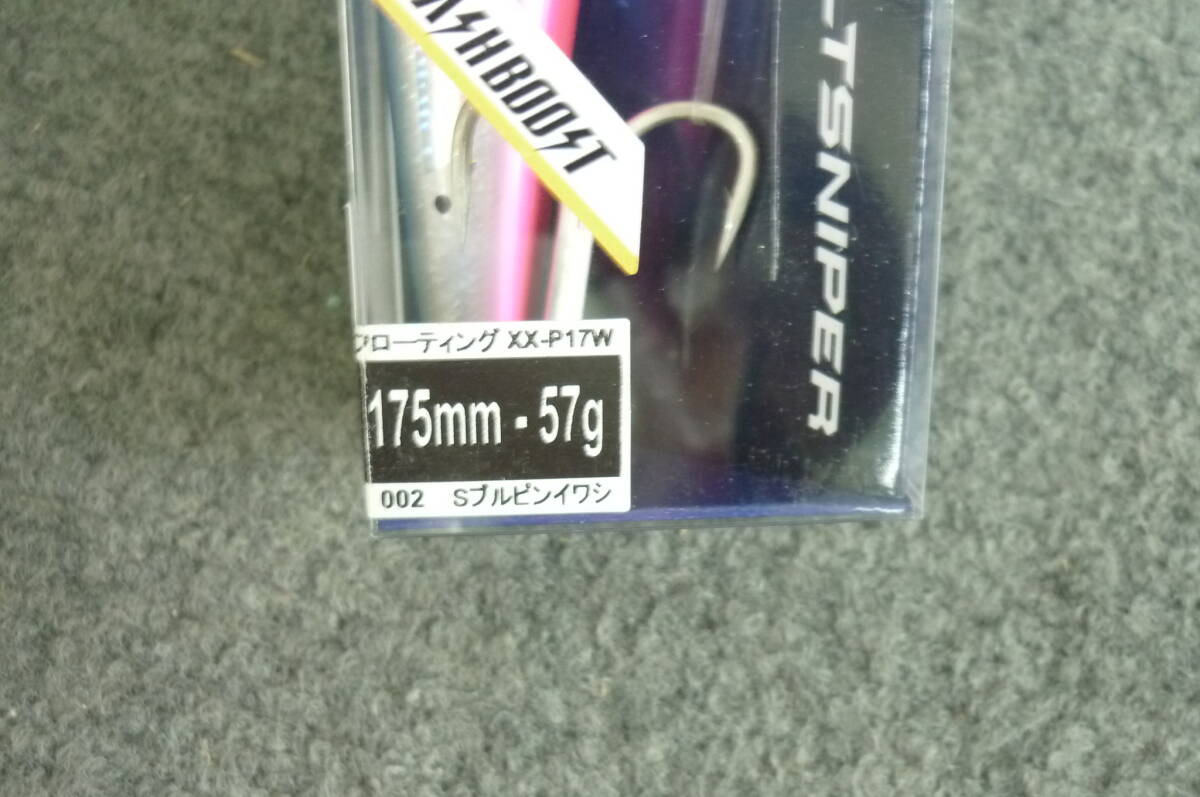 ASHBOOST
-TSNIPER
フローティング XX-P17W
175mm - 57g
002 Sブルピンイワシ